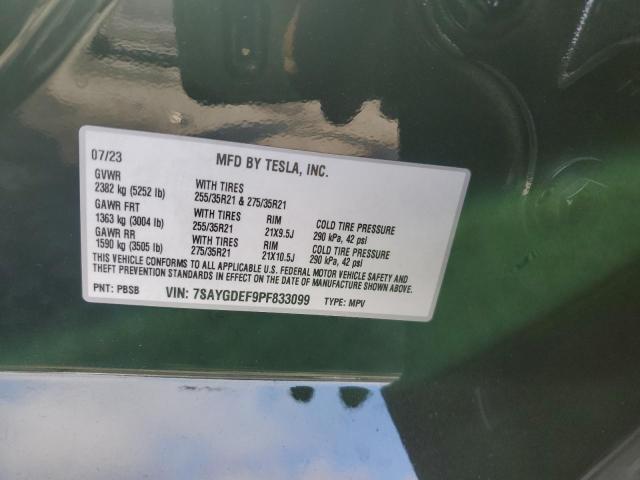 07/23 MFD BY TESLA, INC.
GVWR
2382 kg (5252 lb) WITH TIRES
255/35R21 & 275/35R21
GAWR FRT WITH TIRES RIM COLD TIRE PRESSURE
1363 kg (3004 lb) 255/35R21 21X9.5J 290 kPa, 42 psi
GAWR RR WITH TIRES RIM COLD TIRE PRESSURE
1590 kg (3505 lb) 275/35R21 21X10.5J 290 kPa, 42 psi
THIS VEHICLE CONFORMS TO ALL APPLICABLE U.S. FEDERAL MOTOR VEHICLE SAFETY AND
THEFT PREVENTION STANDARDS IN EFFECT ON THE DATE OF MANUFACTURE SHOWN ABOVE.
PNT: PBSB VIN: 7SAYGDEF9PF833099 TYPE: MPV